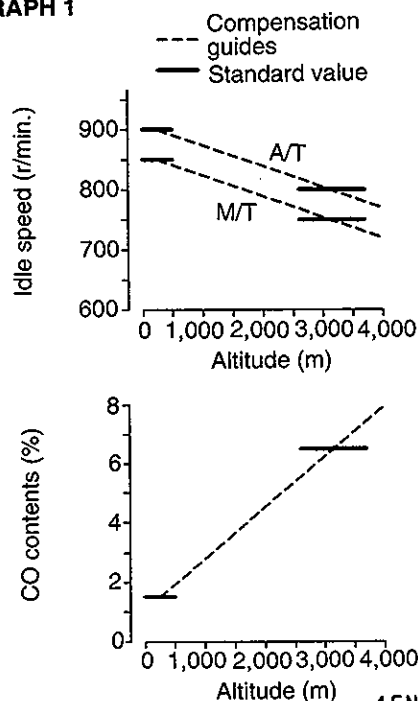 RAPH 1
Compensation
guides
Standard value
Idle speed (r/min.)
900
800
700
600
A/T
M/T
0 1,000 2,000 3,000 4,000
Altitude (m)
CO contents (%)
8
6
4
2
0
0 1,000 2,000 3,000 4,000
Altitude (m)